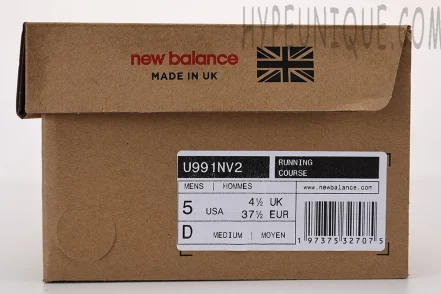 HYPEUNIQUE.COM
new balance
MADE IN UK
U991NV2
RUNNING
COURSE
MENS | HOMMES
www.newbalance.com
5 USA 4½ UK
37½ EUR
D MEDIUM | MOYEN
1 97375 32707 5